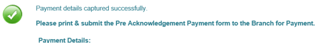 Payment details captured successfully.
Please print & submit the Pre Acknowledgement Payment form to the Branch for Payment.
Payment Details: